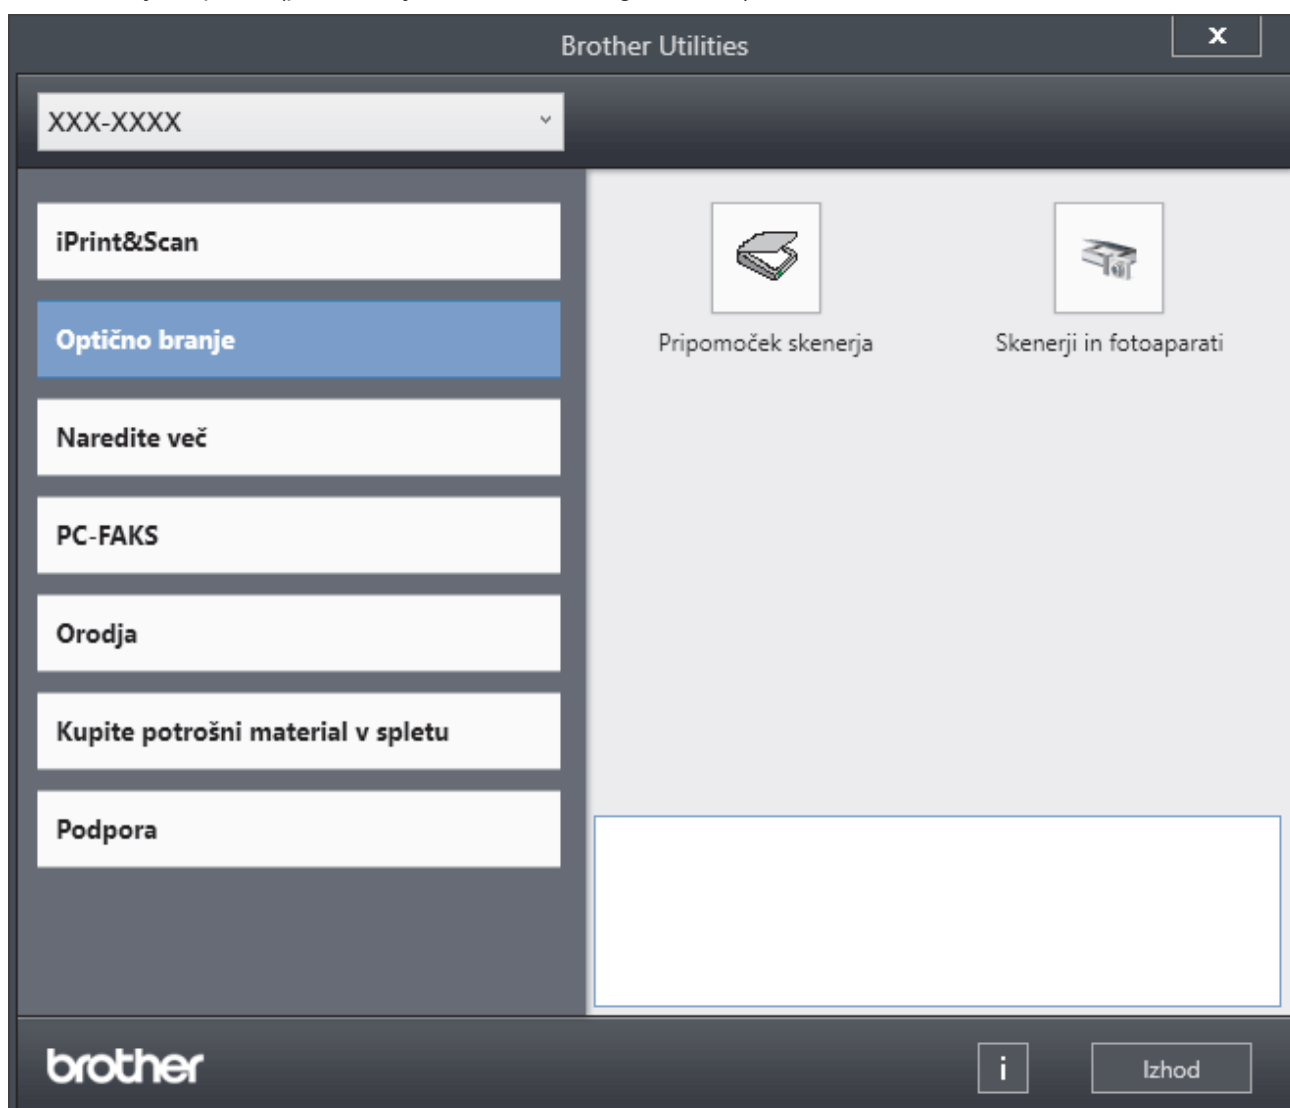 Brother Utilities
X
XXX-XXXX
iPrint&Scan
Optično branje
Naredite več
PC-FAKS
Orodja
Kupite potrošni material v spletu
Podpora
Pripomoček skenerja
Skenerji in fotoaparati
brother
i
Izhod